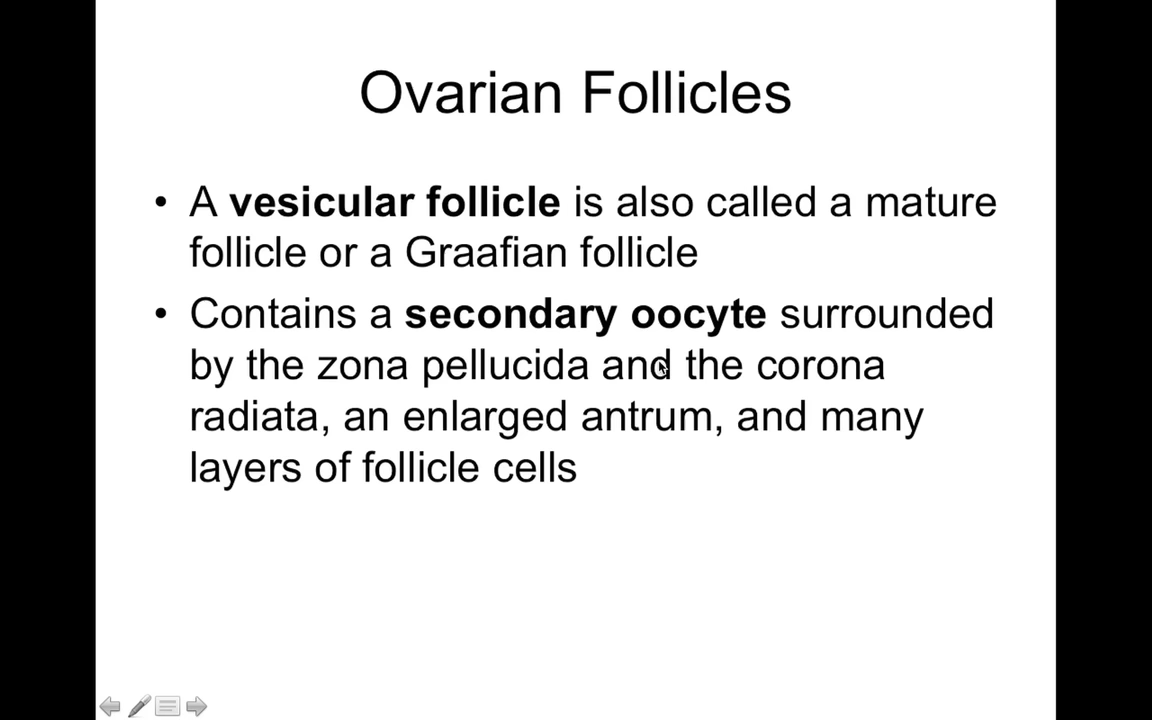 Ovarian Follicles
• A vesicular follicle is also called a mature
follicle or a Graafian follicle
• Contains a secondary oocyte surrounded
by the zona pellucida and the corona
radiata, an enlarged antrum, and many
layers of follicle cells